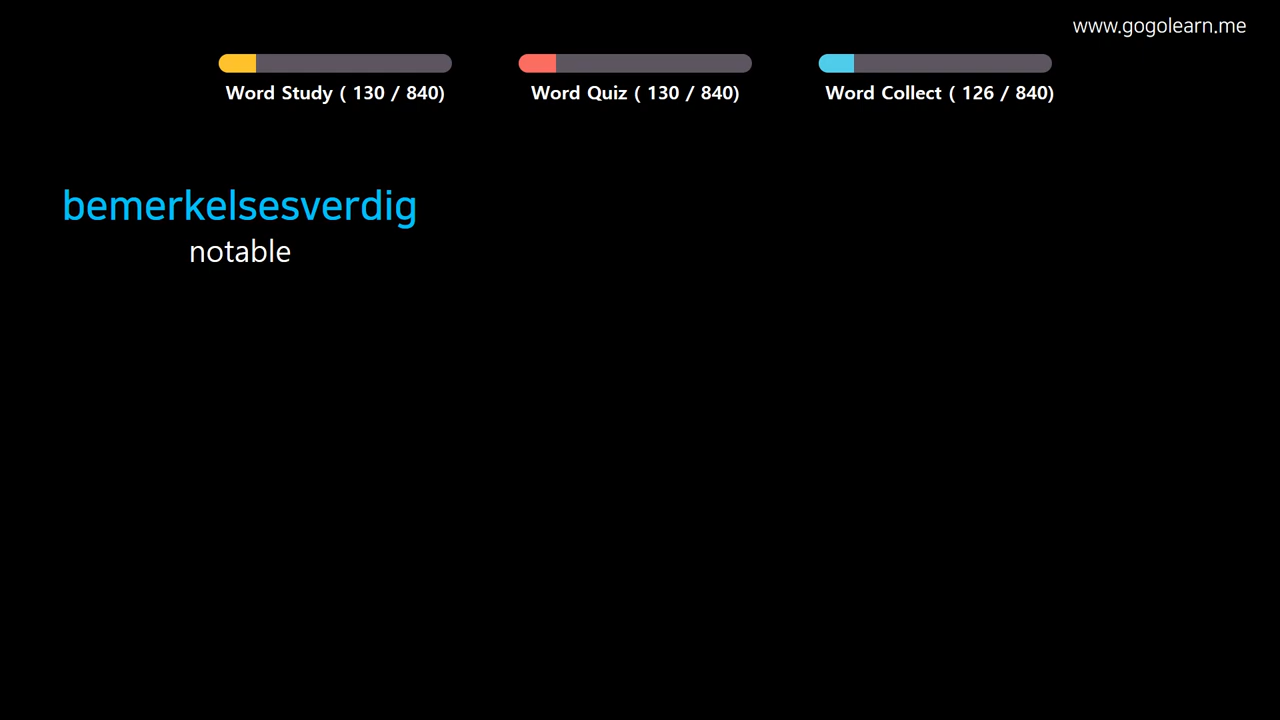 www.gogolearn.me
Word Study ( 130 / 840)
Word Quiz ( 130 / 840)
Word Collect ( 126 / 840)
bemerkelsesverdig
notable